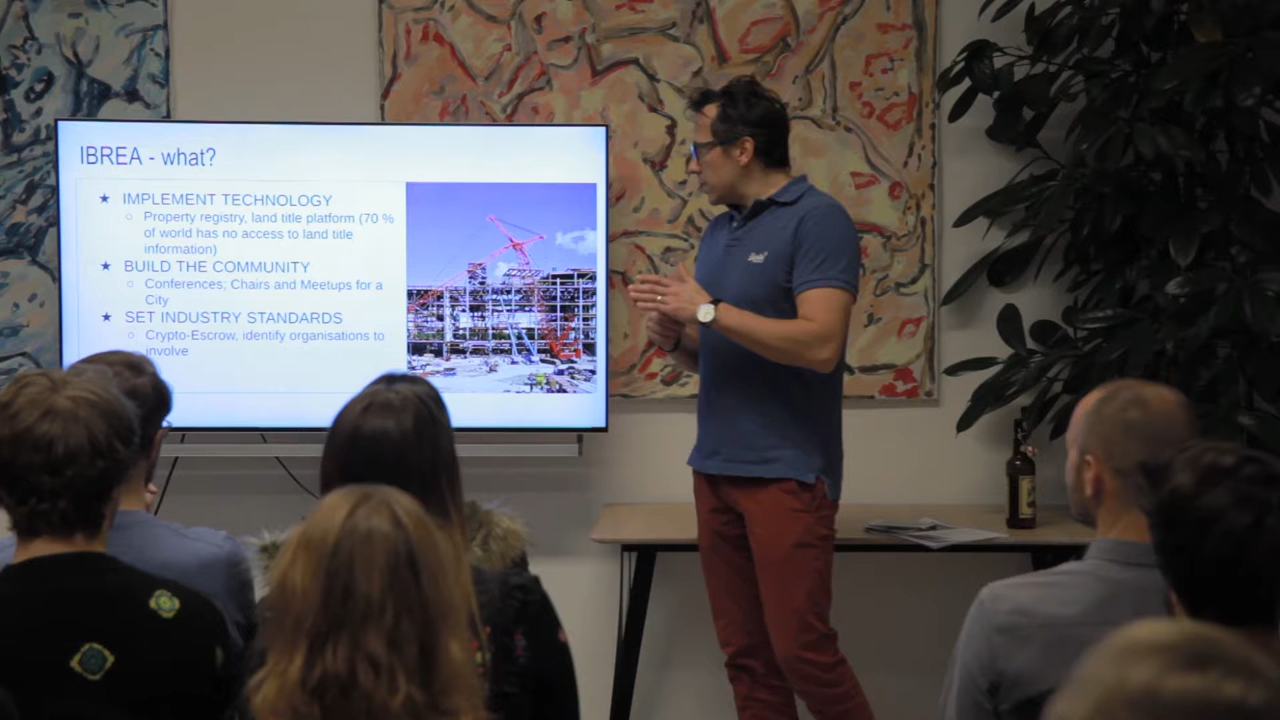 IBREA - what?
★ IMPLEMENT TECHNOLOGY
○ Property registry, land title platform (70 %
of world has no access to land title
information)
★ BUILD THE COMMUNITY
○ Conferences; Chairs and Meetups for a
City
★ SET INDUSTRY STANDARDS
○ Crypto-Escrow, identify organisations to
involve